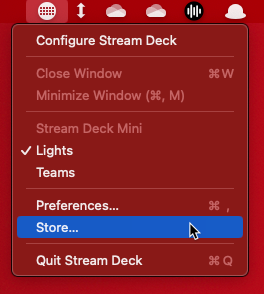 Configure Stream Deck
Close Window ⌘W
Minimize Window (⌘, M)
Stream Deck Mini
✓ Lights
Teams
Preferences... ⌘ ,
Store...
Quit Stream Deck ⌘Q